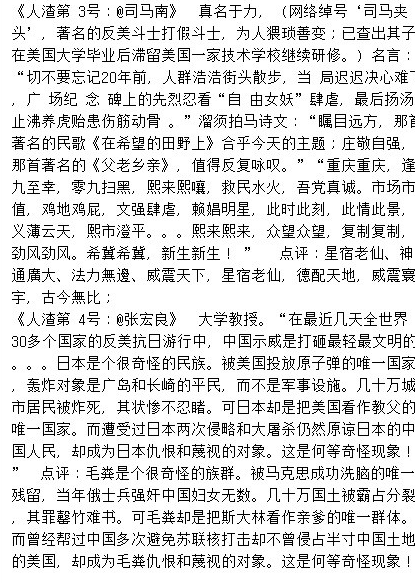 《人渣第 3号：@司马南》 真名于力，（网络绰号‘司马夹
头’，著名的反美斗士打假斗士，为人猥琐善变；已查出其子
在美国大学毕业后滞留美国一家技术学校继续研修。）名言：
“切不要忘记20年前，人群浩浩街头散步，当 局迟迟决心难下
，广 场纪 念 碑上的先烈忍看“自 由女妖”肆虐，最后扬汤
止沸养虎贻患伤筋动骨 。”溜须拍马诗文：“瞩目远方，那首
著名的民歌《在希望的田野上》合乎今天的主题；庄敬自强，
那首著名的《父老乡亲》，值得反复咏叹。”“重庆重庆，逢
九至幸，零九扫黑，熙来熙嚷，救民水火，吾党真诚。市场市
值，鸡地鸡屁，文强肆虐，赖娼明星，此时此刻，此情此景，
义薄云天，熙市澄平。。。熙来熙来，众望众望，复制复制，
劲风劲风。希冀希冀，新生新生！” 点评：星宿老仙、神
通廣大、法力無邊、威震天下，星宿老仙，德配天地，威震寰
宇，古今無比；
《人渣第 4号：@张宏良》 大学教授。“在最近几天全世界
30多个国家的反美抗日游行中，中国示威是打砸最轻最文明的
。。。日本是个很奇怪的民族。被美国投放原子弹的唯一国家
，轰炸对象是广岛和长崎的平民，而不是军事设施。几十万城
市居民被炸死，其状惨不忍睹。可日本却是把美国看作教父的
唯一国家。而遭受过日本两次侵略和大屠杀仍然原谅日本的中
国人民，却成为日本仇恨和蔑视的对象。这是何等奇怪现象！
” 点评：毛粪是个很奇怪的族群。被马克思成功洗脑的唯一
残留，当年俄士兵强奸中国妇女无数。几十万国土被霸占分裂
，其罪罄竹难书。可毛粪却是把斯大林看作亲爹的唯一群体。
而曾经帮过中国多次避免苏联核打击却不曾侵占半寸中国土地
的美国，却成为毛粪仇恨和蔑视的对象。这是何等奇怪现象！